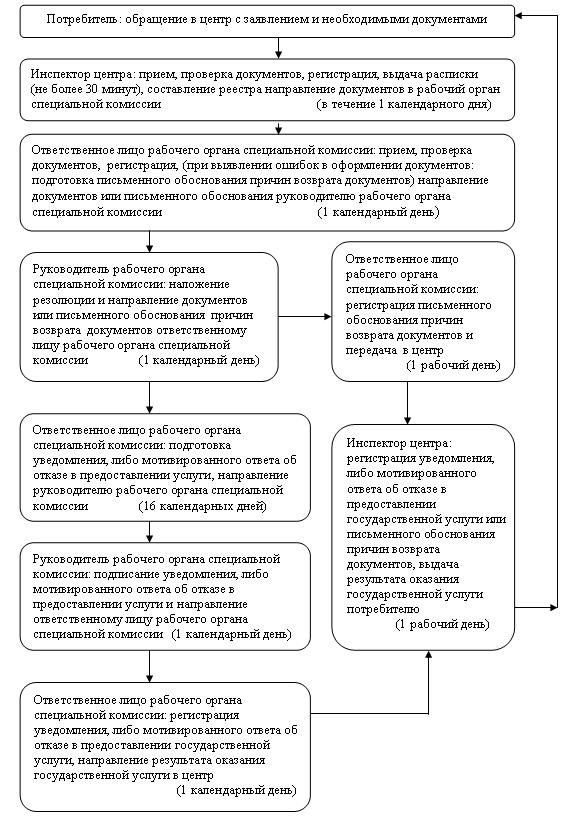 Потребитель: обращение в центр с заявлением и необходимыми документами
Инспектор центра: прием, проверка документов, регистрация, выдача расписки
(не более 30 минут), составление реестра направление документов в рабочий орган
специальной комиссии (в течение 1 календарного дня)
Ответственное лицо рабочего органа специальной комиссии: прием, проверка
документов, регистрация, (при выявлении ошибок в оформлении документов:
подготовка письменного обоснования причин возврата документов) направление
документов или письменного обоснования руководителю рабочего органа
специальной комиссии (1 календарный день)
Руководитель рабочего органа
специальной комиссии: наложение
резолюции и направление документов
или письменного обоснования причин
возврата документов ответственному
лицу рабочего органа специальной
комиссии (1 календарный день)
Ответственное лицо
рабочего органа
специальной комиссии:
регистрация письменного
обоснования причин
возврата документов и
передача в центр
(1 рабочий день)
Ответственное лицо рабочего органа
специальной комиссии: подготовка
уведомления, либо мотивированного ответа об
отказе в предоставлении услуги, направление
руководителю рабочего органа специальной
комиссии (16 календарных дней)
Инспектор центра:
регистрация уведомления,
либо мотивированного
ответа об отказе в
предоставлении
государственной услуги или
письменного обоснования
причин возврата
документов, выдача
результата оказания
государственной услуги
потребителю
(1 рабочий день)
Руководитель рабочего органа специальной
комиссии: подписание уведомления, либо
мотивированного ответа об отказе в
предоставлении услуги и направление
ответственному лицу рабочего органа
специальной комиссии (1 календарный день)
Ответственное лицо рабочего органа
специальной комиссии: регистрация
уведомления, либо мотивированного ответа об
отказе в предоставлении государственной
услуги, направление результата оказания
государственной услуги в центр
(1 календарный день)